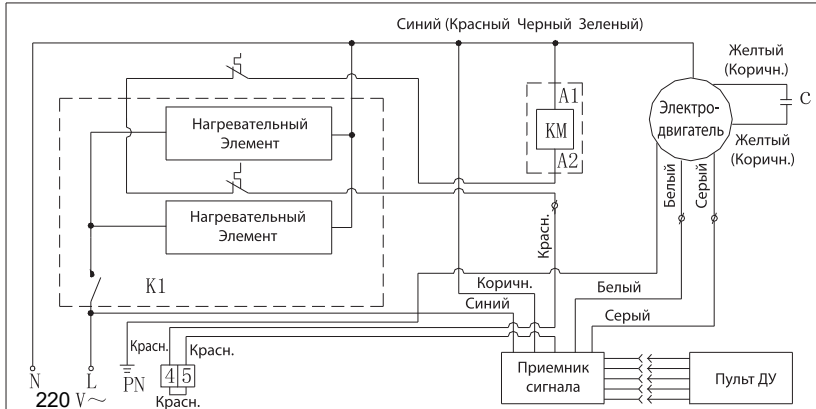 Синий (Красный Черный Зеленый)
Желтый
(Коричн.)
Нагревательный
Элемент
A1
KM
A2
Электро-
двигатель
C
Желтый
(Коричн.)
Белый
Серый
Нагревательный
Элемент
Красн.
K1
Коричн.
Синий
Белый
Серый
Красн.
Красн.
N
L
PN
4 5
Приемник
сигнала
Пульт ДУ
220 V~
Красн.